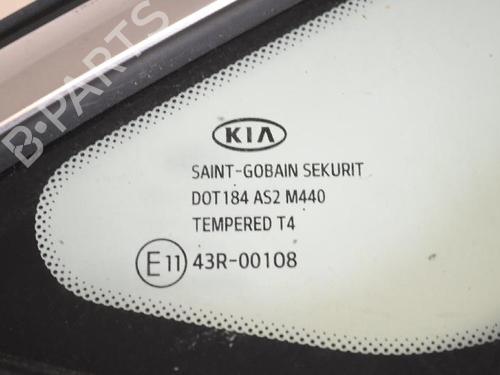 B-PARTS
KIA
SAINT-GOBAIN SEKURIT
DOT184 AS2 M440
TEMPERED T4
E11 43R-00108